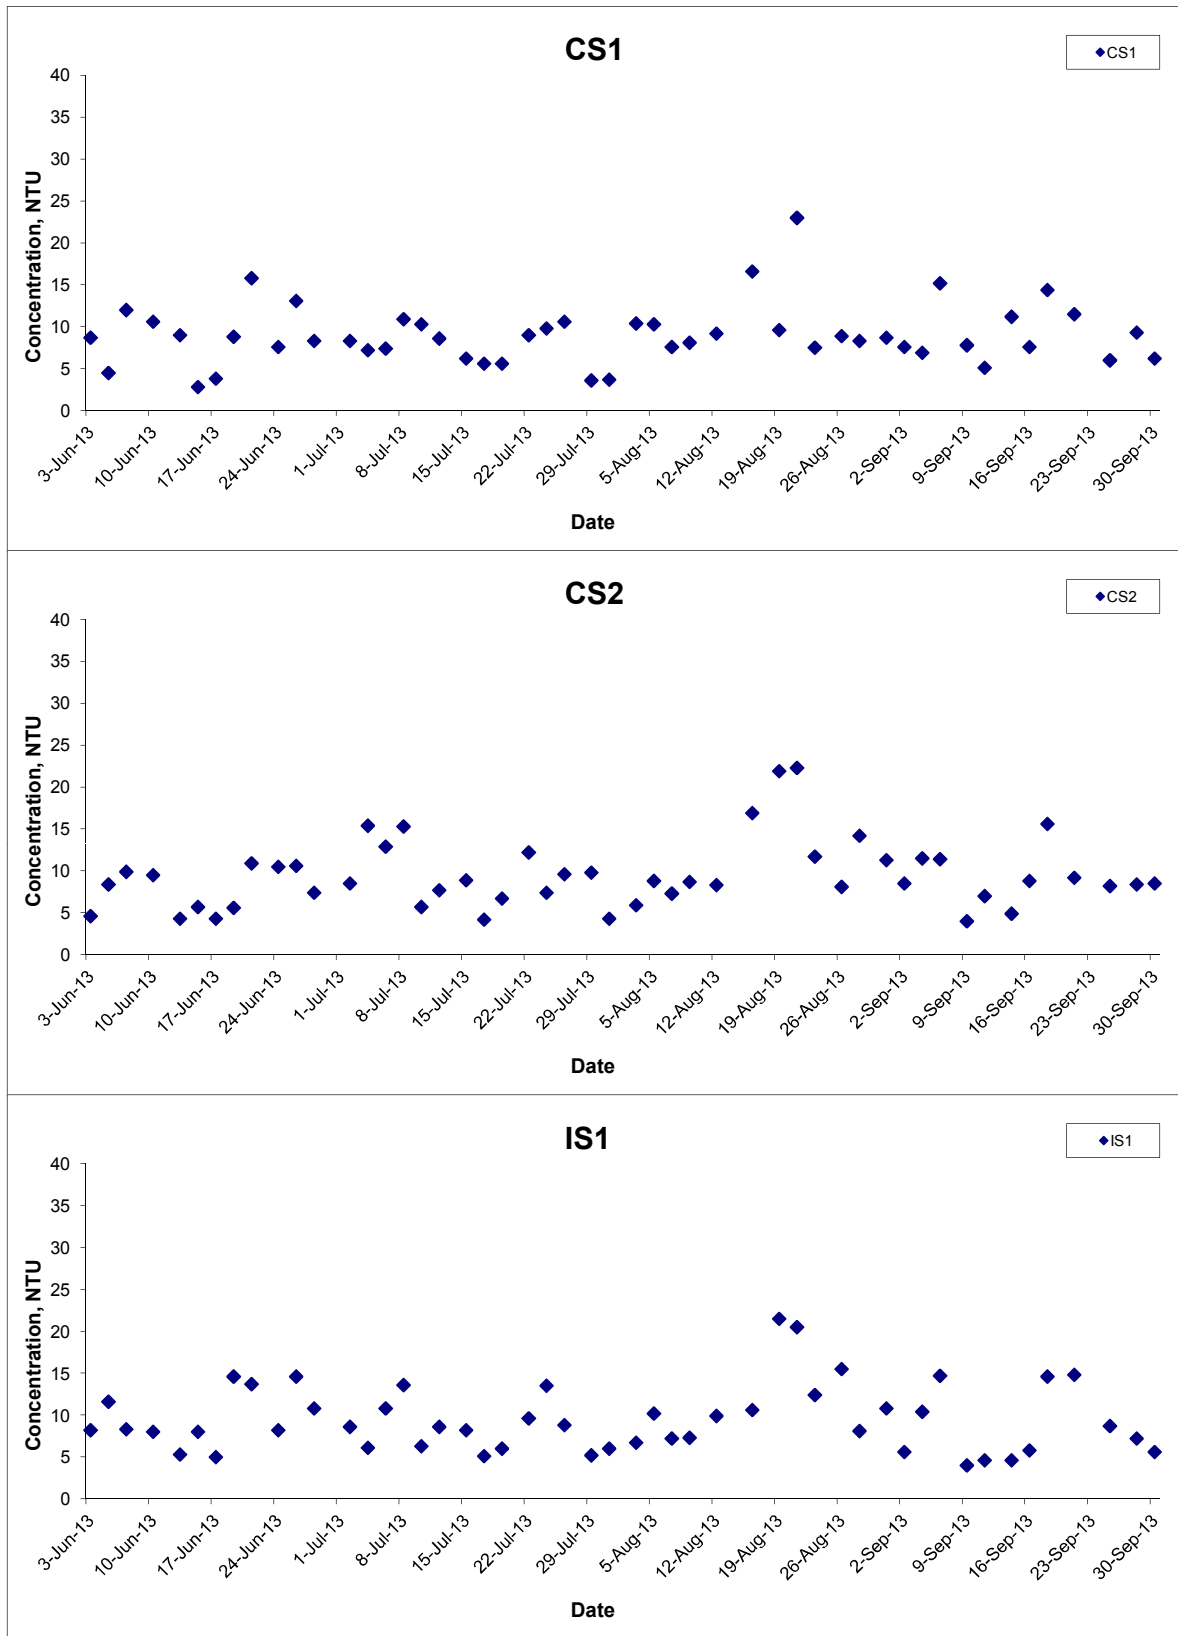 CS1
CS1
40
35
30
25
20
15
10
5
0
Concentration, NTU
3-Jun-13
10-Jun-13
17-Jun-13
24-Jun-13
1-Jul-13
8-Jul-13
15-Jul-13
22-Jul-13
29-Jul-13
5-Aug-13
12-Aug-13
19-Aug-13
26-Aug-13
2-Sep-13
9-Sep-13
16-Sep-13
23-Sep-13
30-Sep-13
Date
CS2
CS2
40
35
30
25
20
15
10
5
0
Concentration, NTU
3-Jun-13
10-Jun-13
17-Jun-13
24-Jun-13
1-Jul-13
8-Jul-13
15-Jul-13
22-Jul-13
29-Jul-13
5-Aug-13
12-Aug-13
19-Aug-13
26-Aug-13
2-Sep-13
9-Sep-13
16-Sep-13
23-Sep-13
30-Sep-13
Date
IS1
IS1
40
35
30
25
20
15
10
5
0
Concentration, NTU
3-Jun-13
10-Jun-13
17-Jun-13
24-Jun-13
1-Jul-13
8-Jul-13
15-Jul-13
22-Jul-13
29-Jul-13
5-Aug-13
12-Aug-13
19-Aug-13
26-Aug-13
2-Sep-13
9-Sep-13
16-Sep-13
23-Sep-13
30-Sep-13
Date